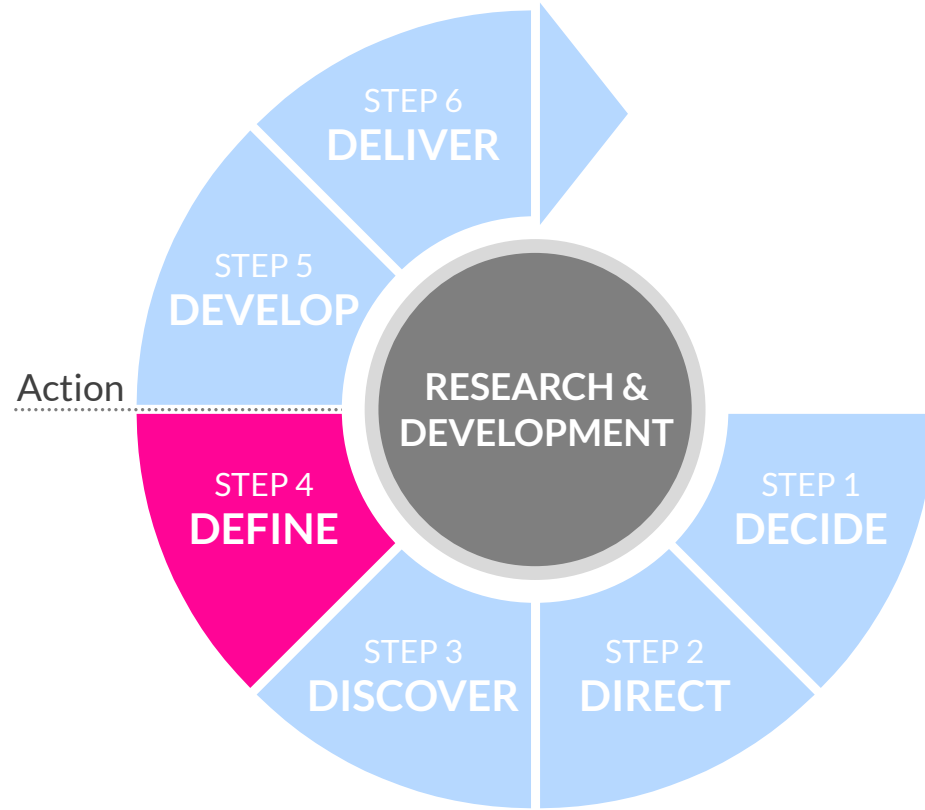 STEP 6
DELIVER
STEP 5
DEVELOP
Action
RESEARCH &
DEVELOPMENT
STEP 4
DEFINE
STEP 1
DECIDE
STEP 3
DISCOVER
STEP 2
DIRECT